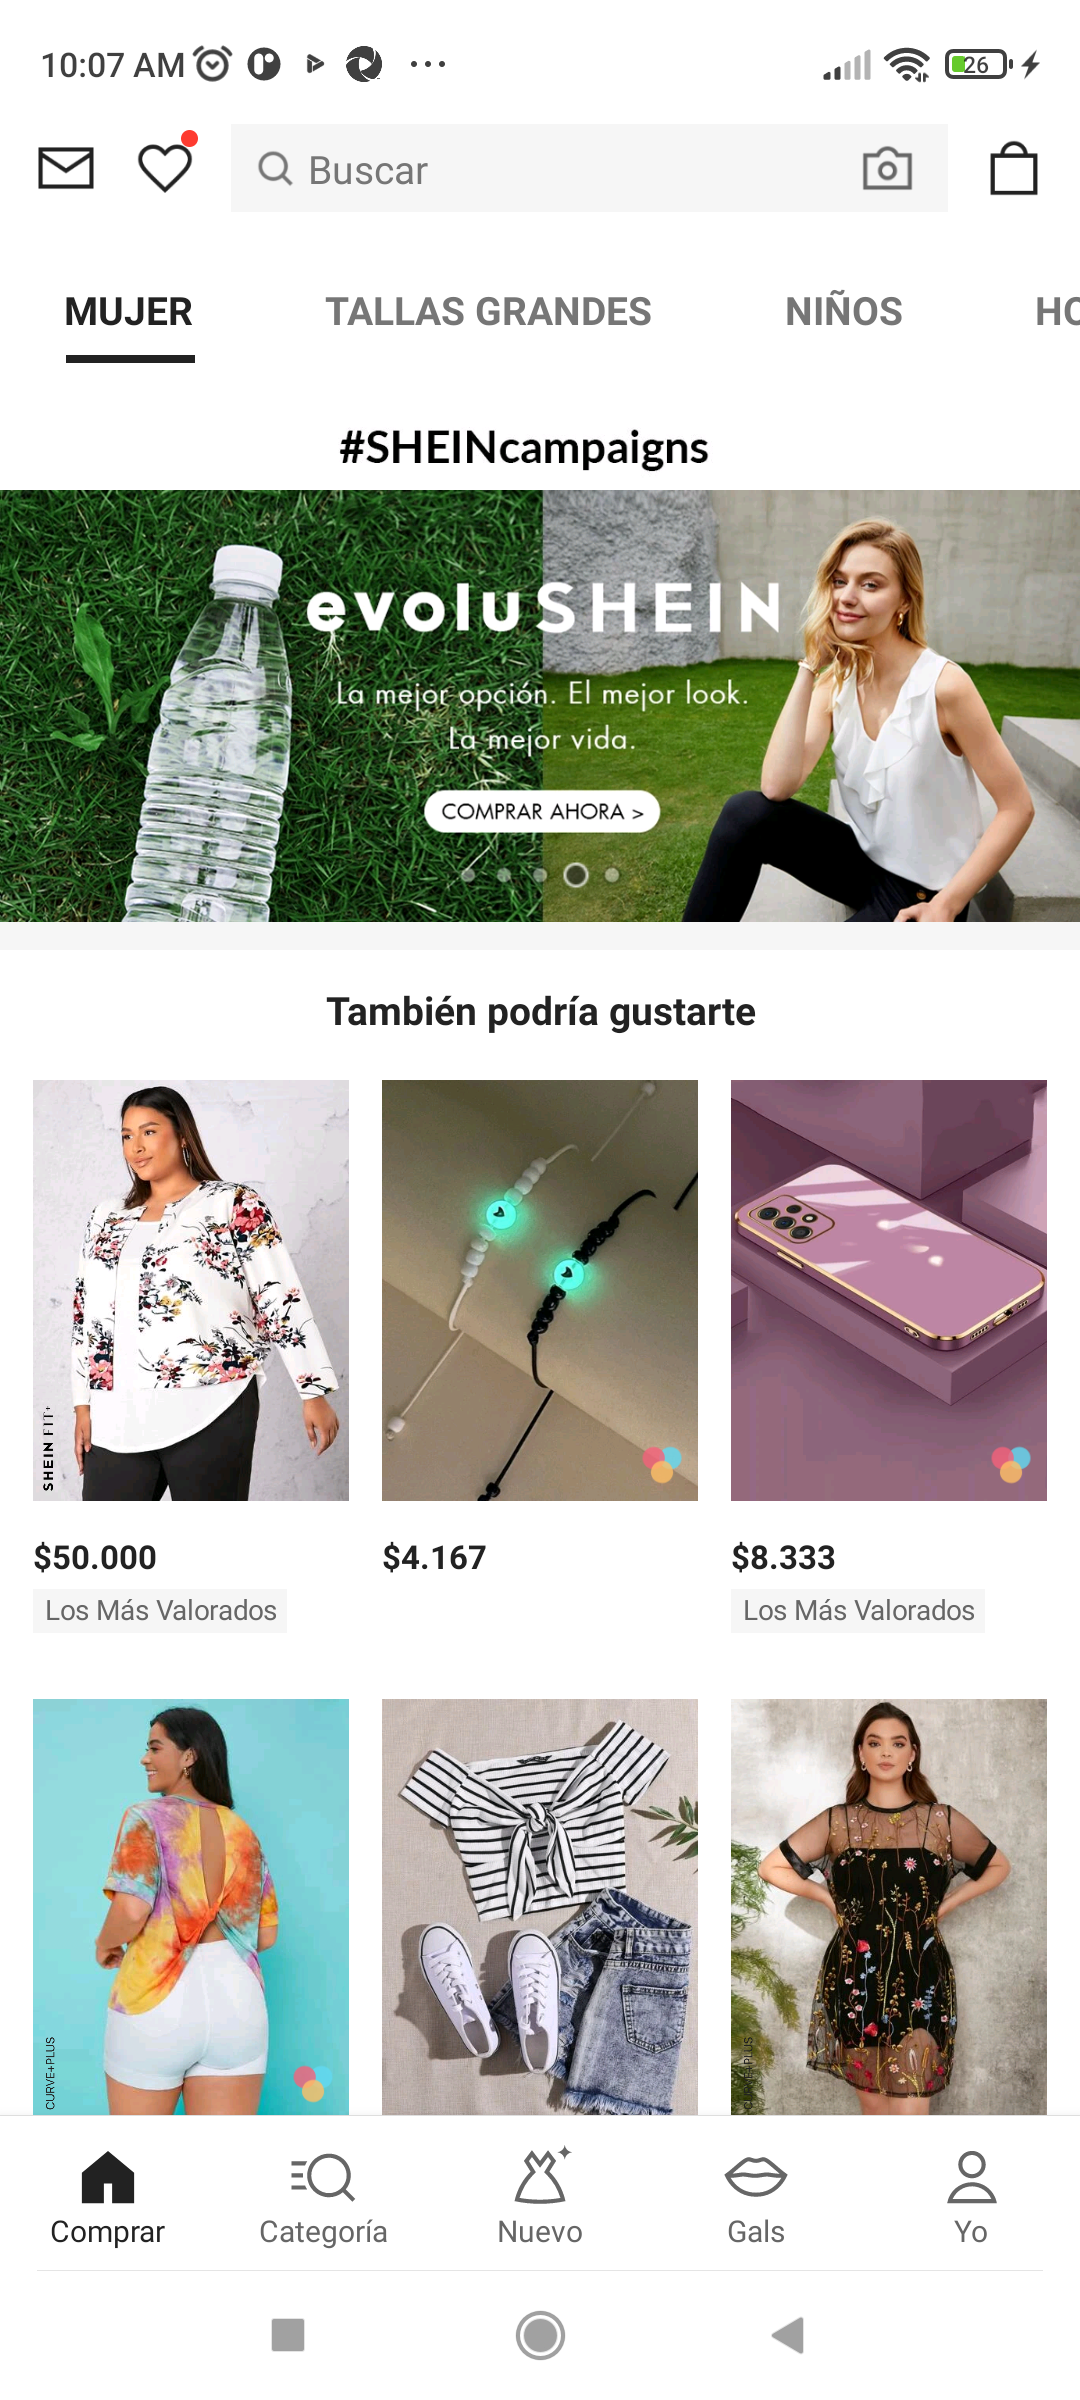 10:07 AM
26
Buscar
MUJER
TALLAS GRANDES
NIÑOS
HO
#SHEINcampaigns
evoluSHEIN
La mejor opción. El mejor look.
La mejor vida.
COMPRAR AHORA >
También podría gustarte
SHEIN FIT+
$50.000
$4.167
$8.333
Los Más Valorados
Los Más Valorados
CURVE+PLUS
CURVE+PLUS
Comprar
Categoría
Nuevo
Gals
Yo